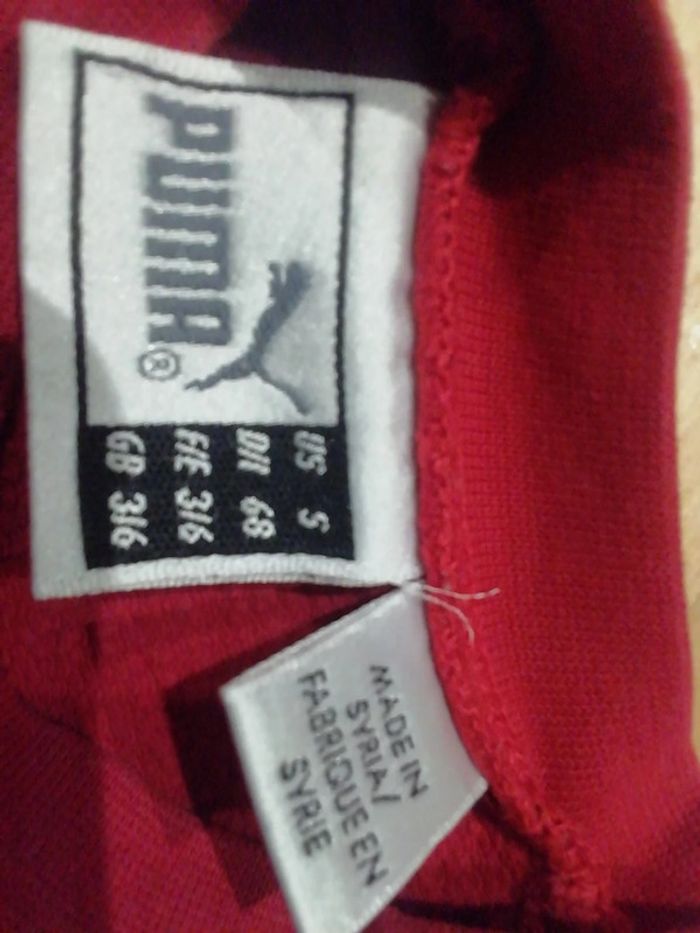 PUMA®
US S
D/I 68
F/E 3/6
GB 3/6
MADE IN
SYRIA/
FABRIQUE EN
SYRIE